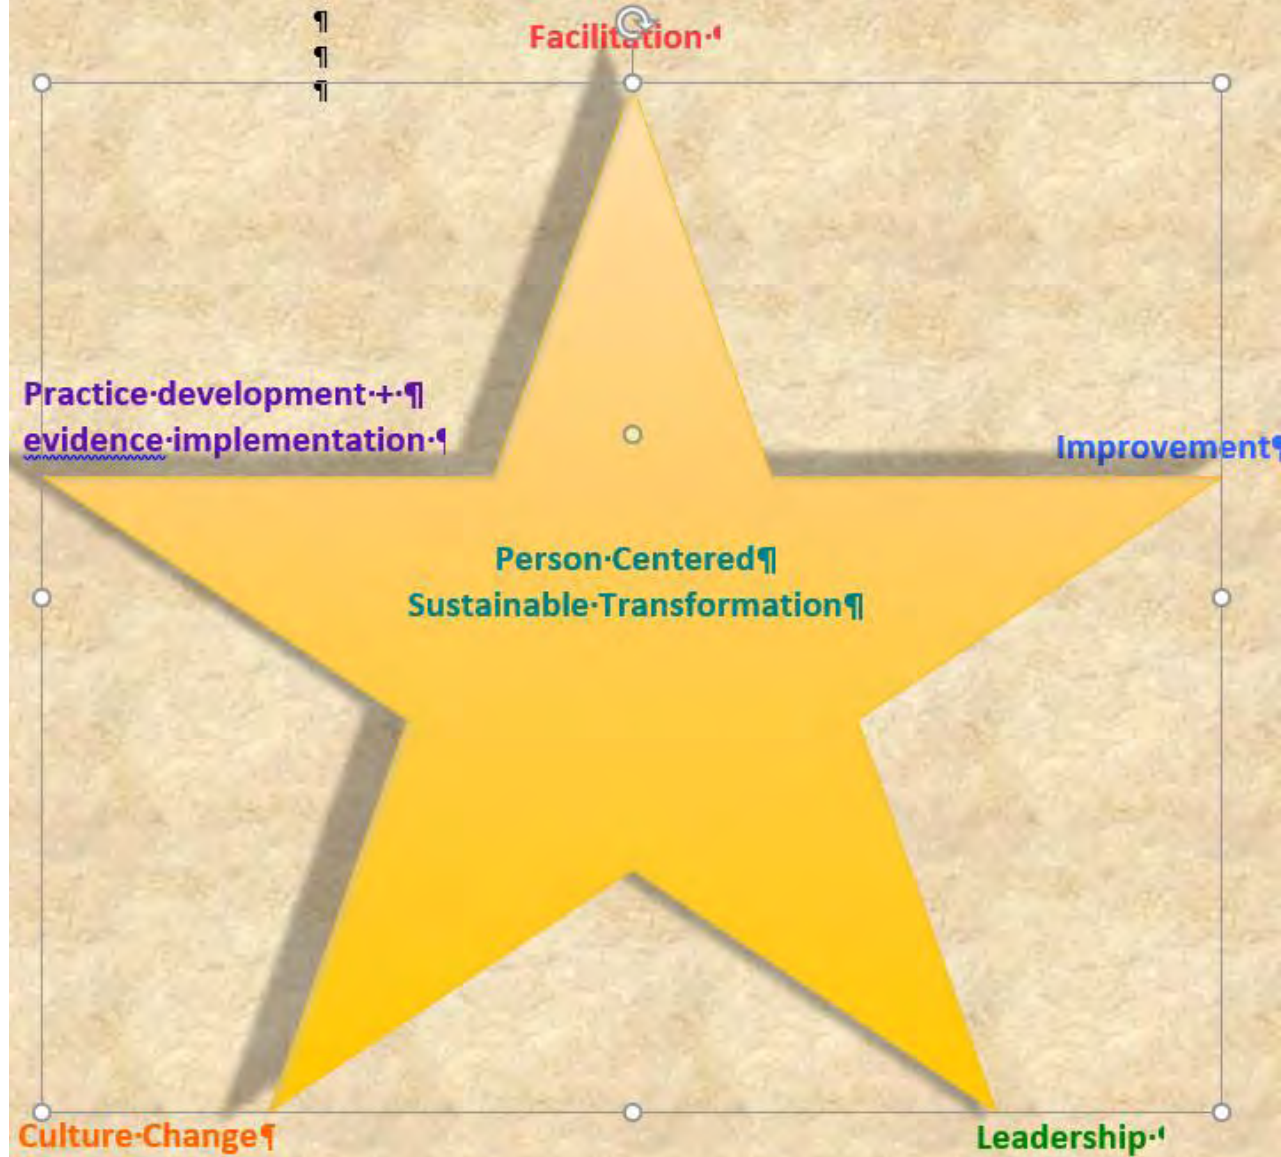 Facilitation
Practice development +
evidence implementation
Improvement
Person Centered
Sustainable Transformation
Culture Change
Leadership